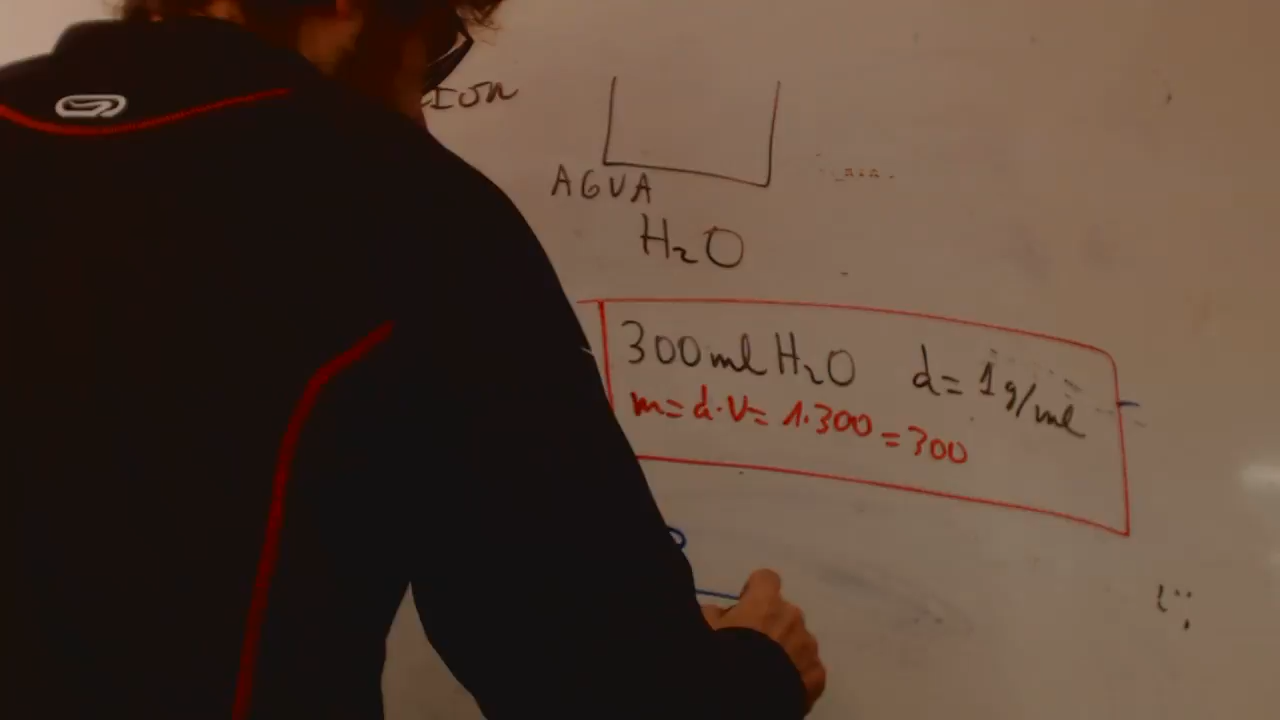 AGUA
H₂O
300ml H₂O d= 1g/ml
m= d·V= 1·300 = 300